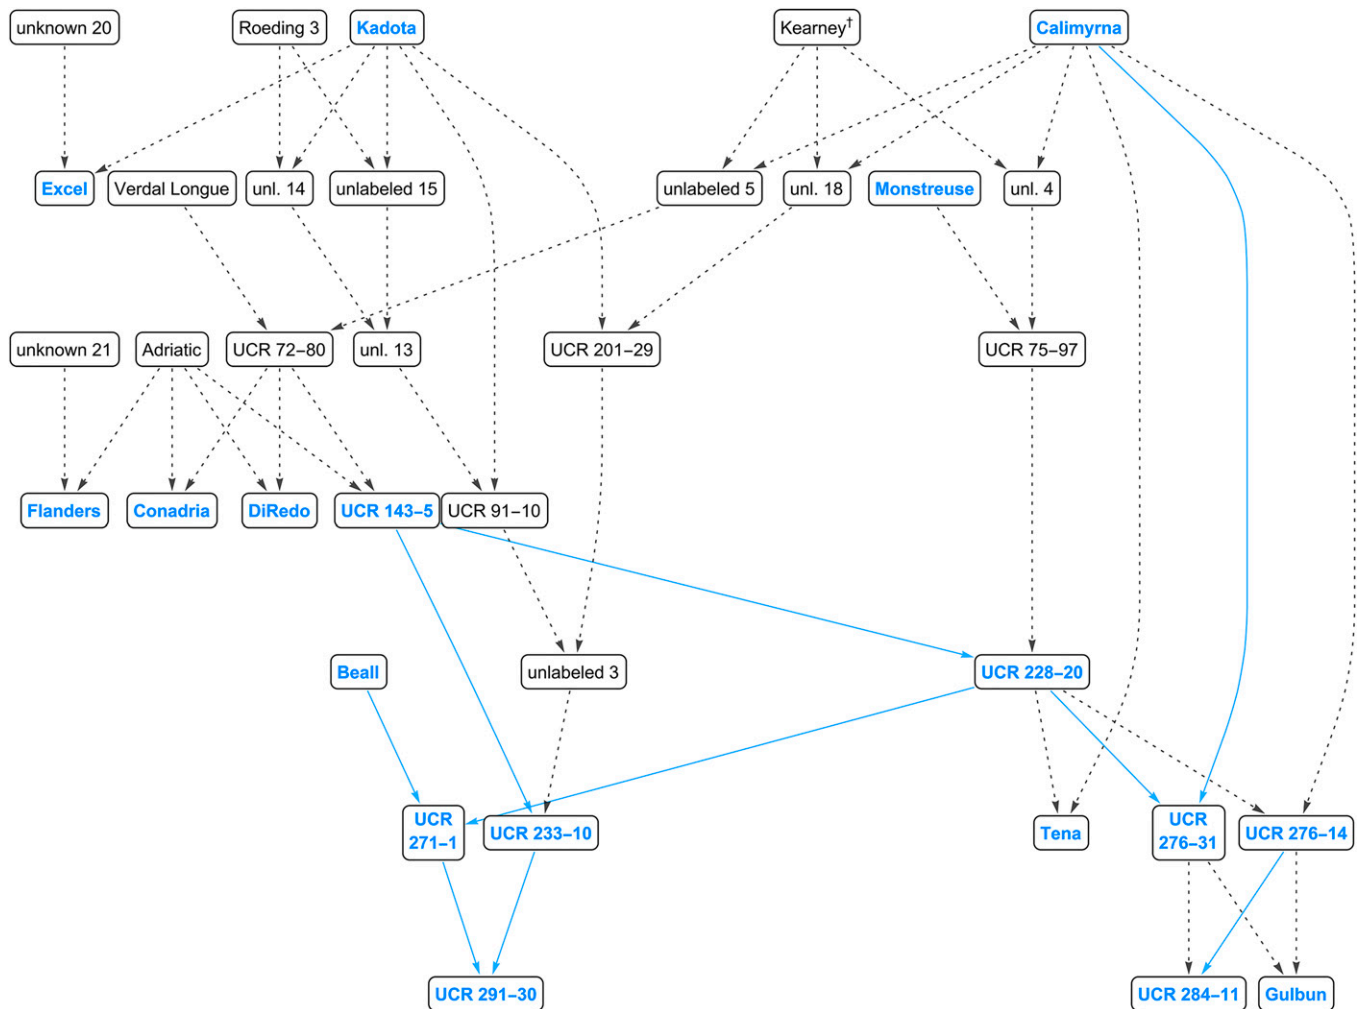 unknown 20
Roeding 3
Kadota
Kearney†
Calimyrna
Excel
Verdal Longue
unl. 14
unlabeled 15
unlabeled 5
unl. 18
Monstreuse
unl. 4
unknown 21
Adriatic
UCR 72–80
unl. 13
UCR 201–29
UCR 75–97
Flanders
Conadria
DiRedo
UCR 143–5
UCR 91–10
Beall
unlabeled 3
UCR 228–20
UCR
271–1
UCR 233–10
Tena
UCR
276–31
UCR 276–14
UCR 291–30
UCR 284–11
Gulbun